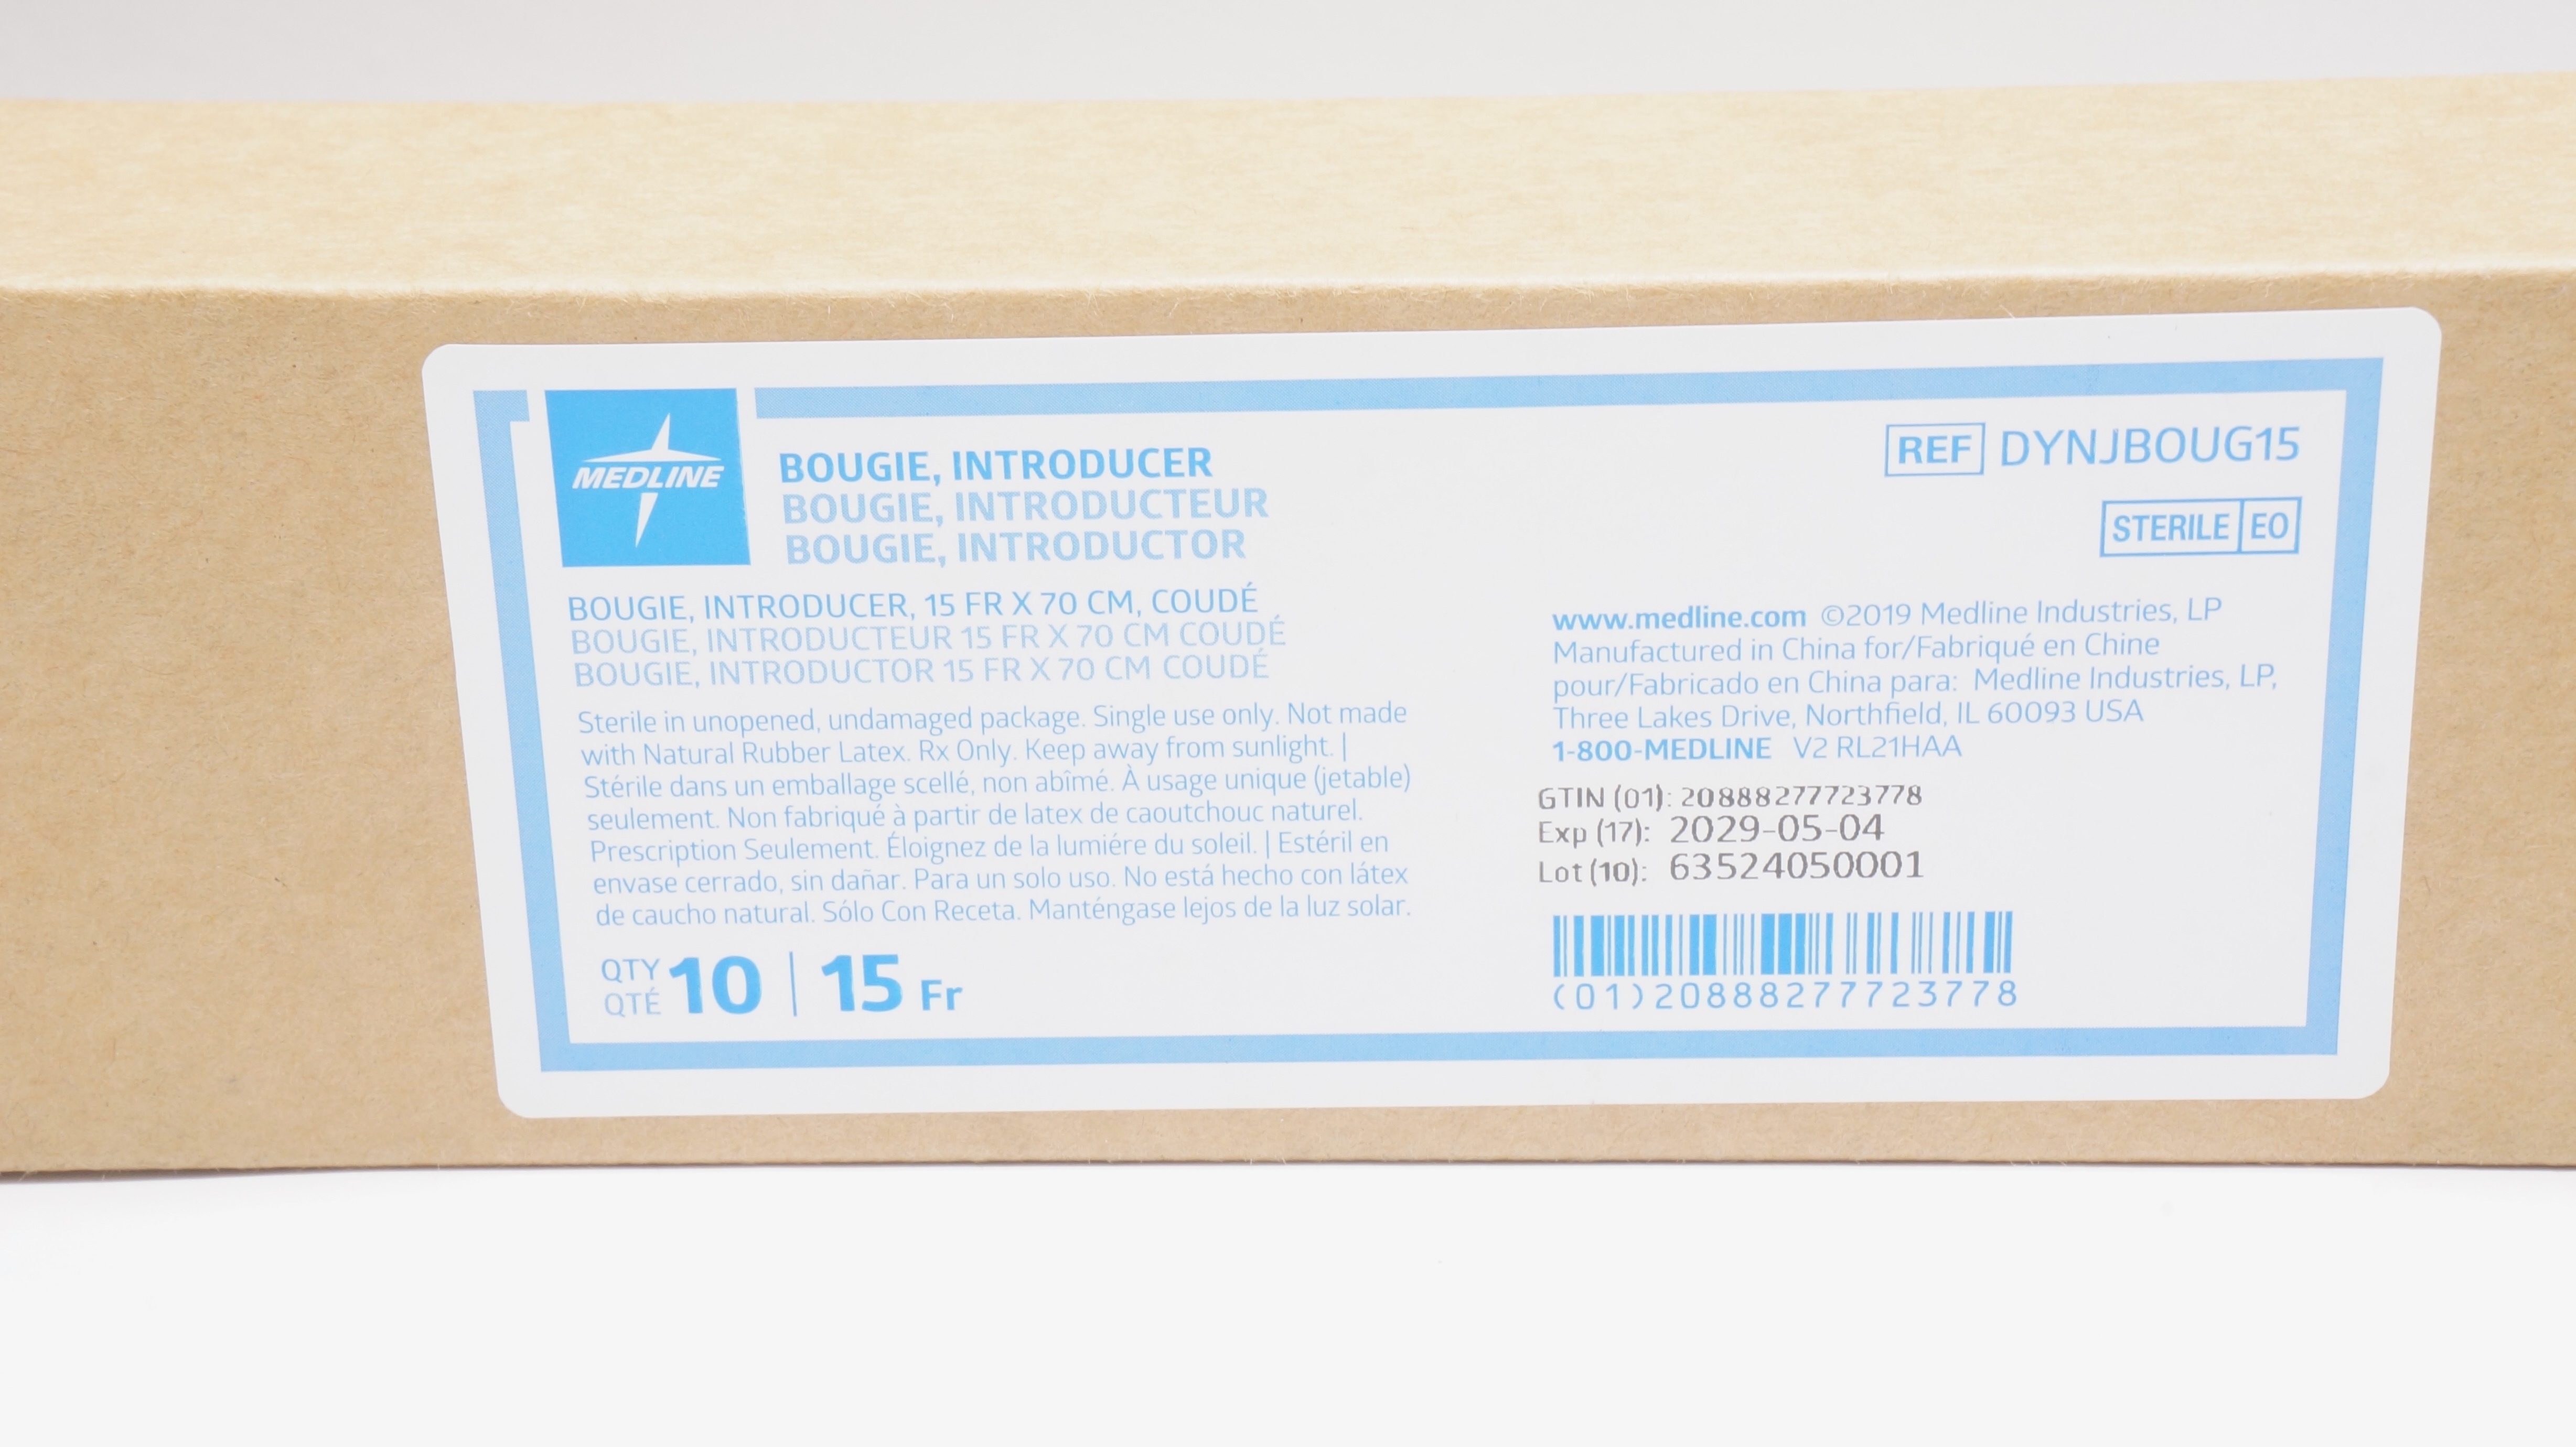 MEDLINE
BOUGIE, INTRODUCER
BOUGIE, INTRODUCTEUR
BOUGIE, INTRODUCTOR
BOUGIE, INTRODUCER, 15 FR X 70 CM, COUDÉ
BOUGIE, INTRODUCTEUR 15 FR X 70 CM COUDÉ
BOUGIE, INTRODUCTOR 15 FR X 70 CM COUDÉ
Sterile in unopened, undamaged package. Single use only. Not made
with Natural Rubber Latex. Rx Only. Keep away from sunlight. |
Stérile dans un emballage scellé, non abîmé. À usage unique (jetable)
seulement. Non fabriqué à partir de latex de caoutchouc naturel.
Prescription Seulement. Éloignez de la lumiére du soleil. | Estéril en
envase cerrado, sin dañar. Para un solo uso. No está hecho con látex
de caucho natural. Sólo Con Receta. Manténgase lejos de la luz solar.
QTY
QTÉ
10 | 15 Fr
REF DYNJBOUG15
STERILE EO
www.medline.com ©2019 Medline Industries, LP
Manufactured in China for/Fabriqué en Chine
pour/Fabricado en China para: Medline Industries, LP,
Three Lakes Drive, Northfield, IL 60093 USA
1-800-MEDLINE V2 RL21HAA
GTIN (01): 20888277723778
Exp (17): 2029-05-04
Lot (10): 63524050001
(01)20888277723778